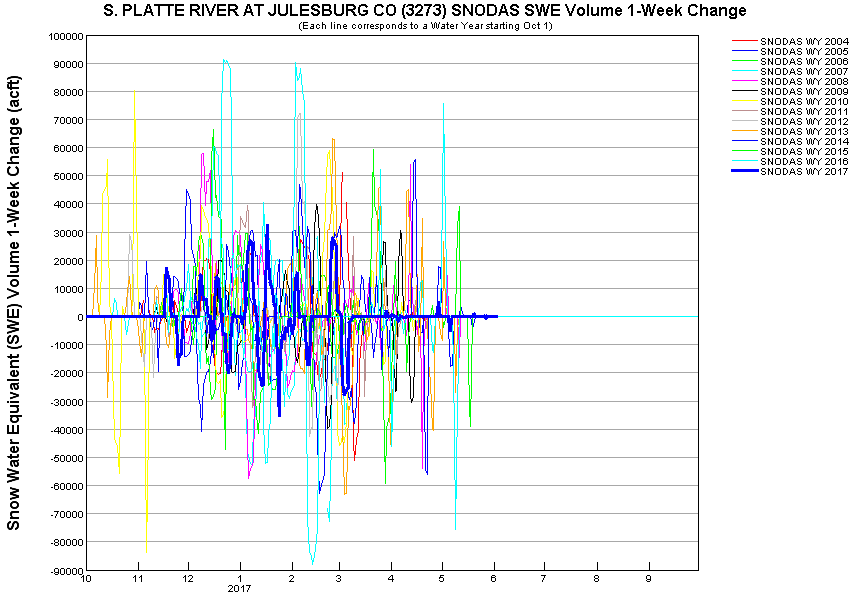 S. PLATTE RIVER AT JULESBURG CO (3273) SNODAS SWE Volume 1-Week Change
(Each line corresponds to a Water Year starting Oct 1)
Snow Water Equivalent (SWE) Volume 1-Week Change (acft)
100000
90000
80000
70000
60000
50000
40000
30000
20000
10000
0
-10000
-20000
-30000
-40000
-50000
-60000
-70000
-80000
-90000
10 11 12 1 2 3 4 5 6 7 8 9
2017
SNODAS WY 2004
SNODAS WY 2005
SNODAS WY 2006
SNODAS WY 2007
SNODAS WY 2008
SNODAS WY 2009
SNODAS WY 2010
SNODAS WY 2011
SNODAS WY 2012
SNODAS WY 2013
SNODAS WY 2014
SNODAS WY 2015
SNODAS WY 2016
SNODAS WY 2017